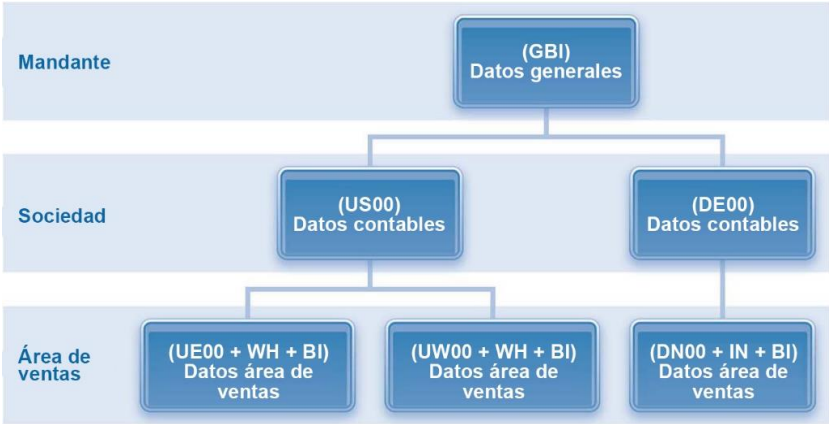 Mandante
(GBI)
Datos generales
Sociedad
(US00)
Datos contables
(DE00)
Datos contables
Área de
ventas
(UE00 + WH + BI)
Datos área de
ventas
(UW00 + WH + BI)
Datos área de
ventas
(DN00 + IN + BI)
Datos área de
ventas